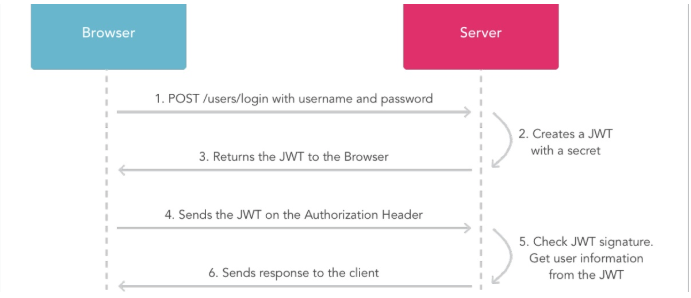 Browser
Server
1. POST /users/login with username and password
2. Creates a JWT
with a secret
3. Returns the JWT to the Browser
4. Sends the JWT on the Authorization Header
5. Check JWT signature.
Get user information
from the JWT
6. Sends response to the client